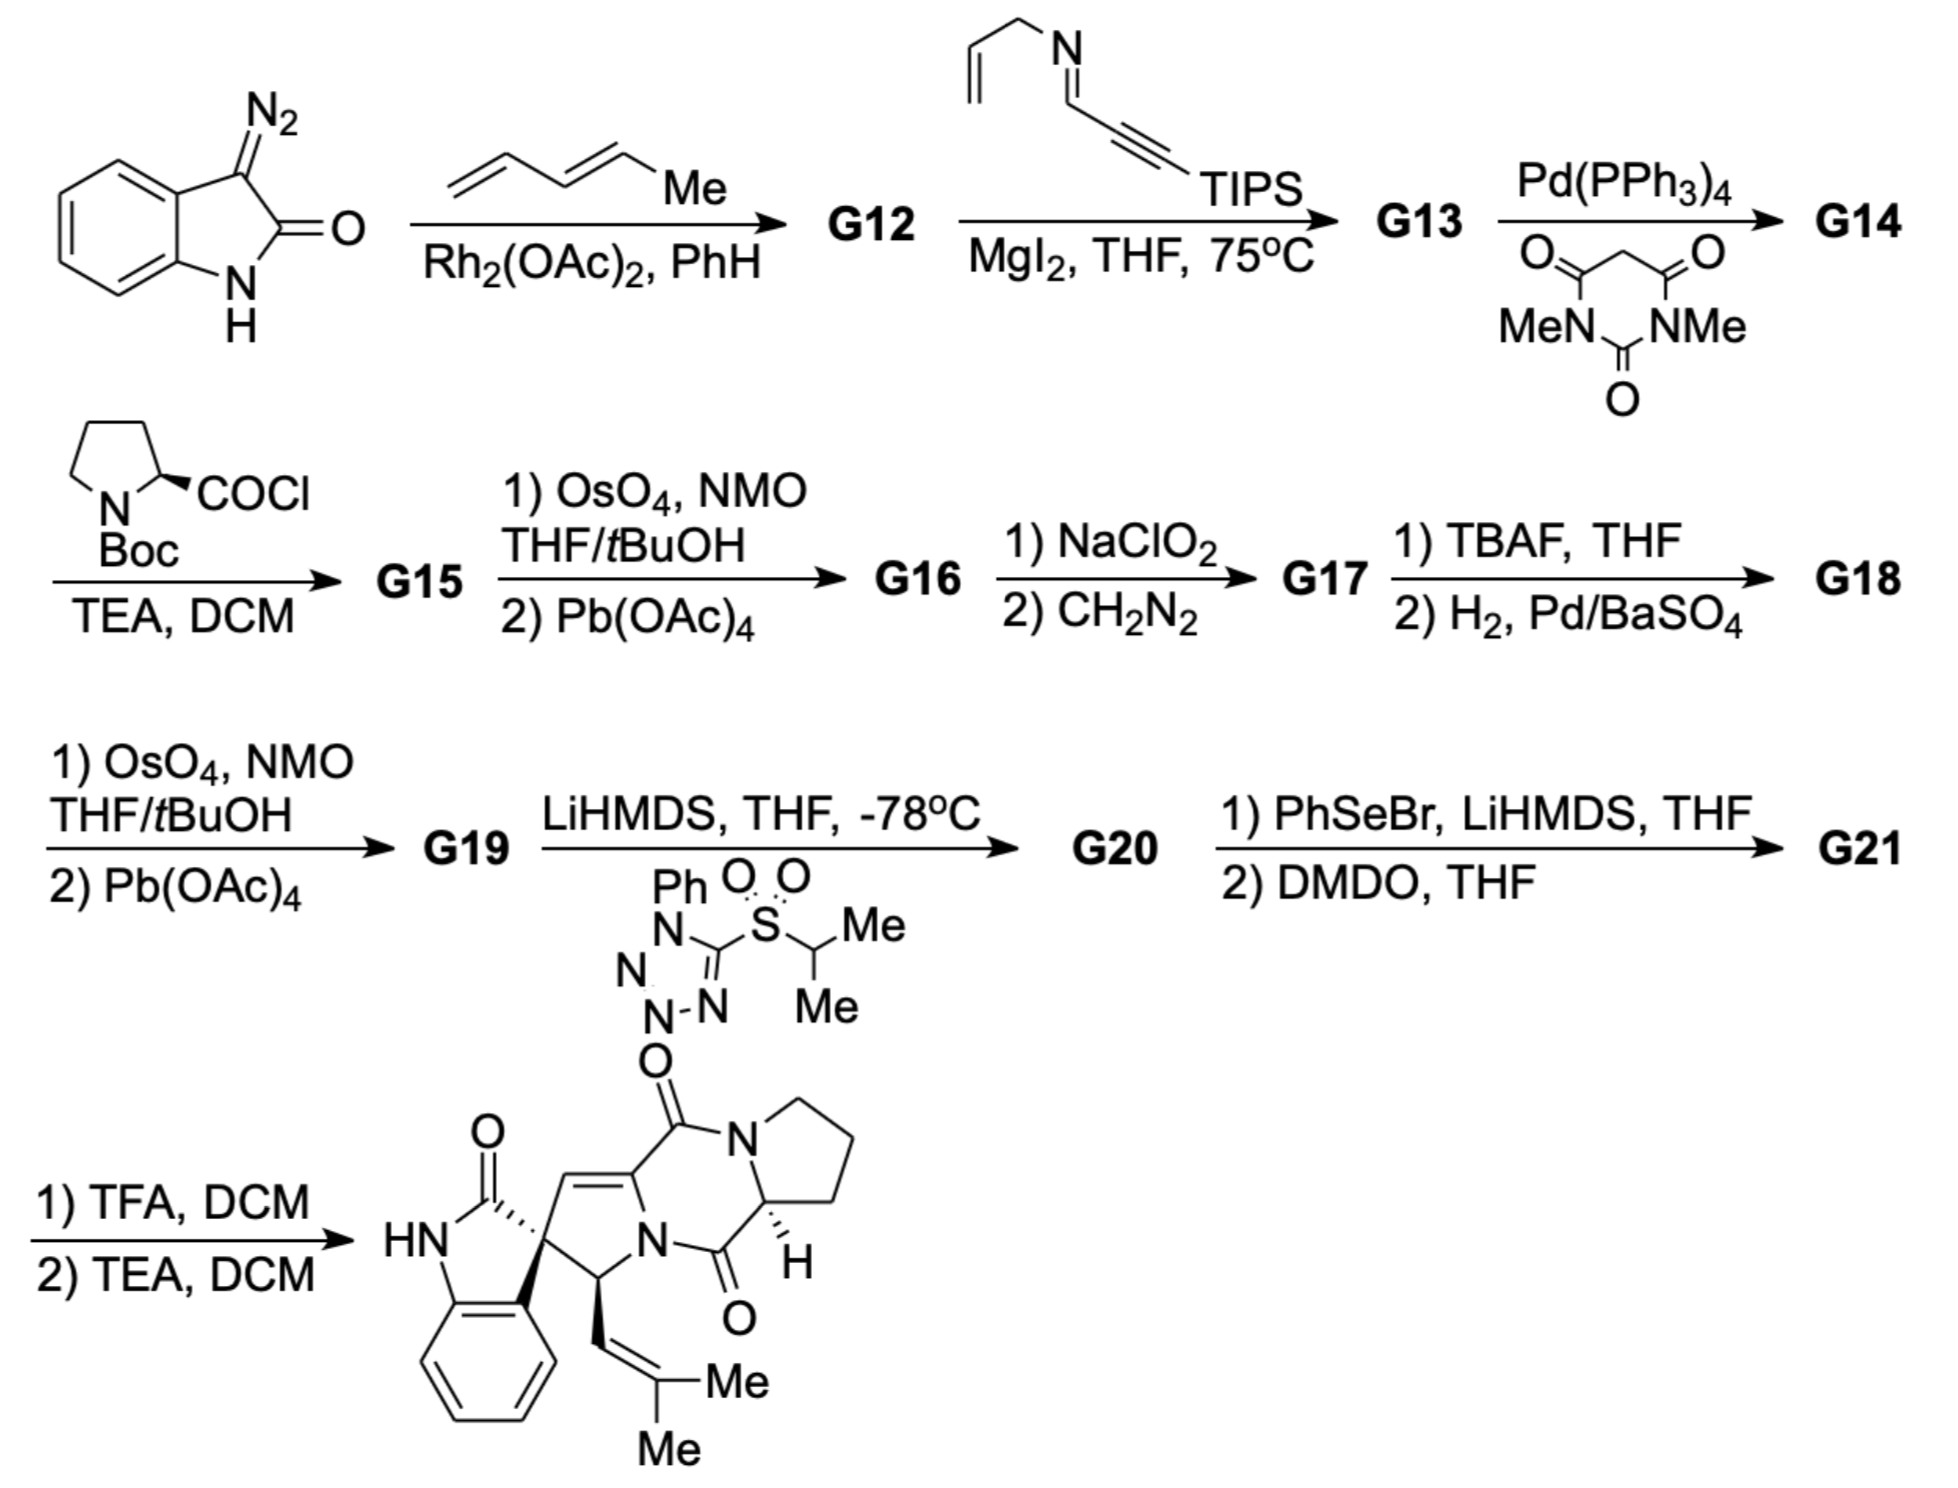 N2
O
N
H
Me
Rh2(OAc)2, PhH
G12
N
TIPS
MgI2, THF, 75ºC
G13
Pd(PPh3)4
O
O
MeN
NMe
O
G14
N
Boc
COCl
TEA, DCM
G15
1) OsO4, NMO
THF/tBuOH
2) Pb(OAc)4
G16
1) NaClO2
2) CH2N2
G17
1) TBAF, THF
2) H2, Pd/BaSO4
G18
1) OsO4, NMO
THF/tBuOH
2) Pb(OAc)4
G19
LiHMDS, THF, -78ºC
Ph
O
O
S
Me
N
N
N
N
Me
G20
1) PhSeBr, LiHMDS, THF
2) DMDO, THF
G21
1) TFA, DCM
2) TEA, DCM
O
O
N
HN
N
H
O
Me
Me